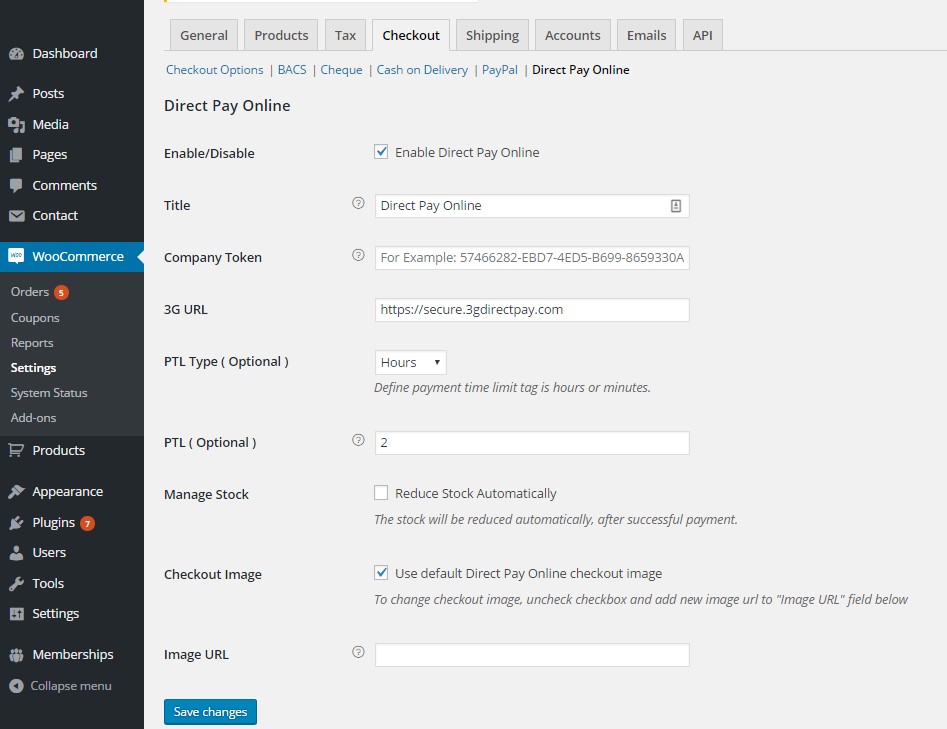 General Products Tax Checkout Shipping Accounts Emails API
Checkout Options | BACS | Cheque | Cash on Delivery | PayPal | Direct Pay Online
Dashboard
Posts
Media
Pages
Comments
Contact
WooCommerce
Orders 5
Coupons
Reports
Settings
System Status
Add-ons
Products
Appearance
Plugins 7
Users
Tools
Settings
Memberships
Collapse menu
Direct Pay Online
Enable/Disable Enable Direct Pay Online
Title ? Direct Pay Online
Company Token ? For Example: 57466282-EBD7-4ED5-B699-8659330A
3G URL https://secure.3gdirectpay.com
PTL Type ( Optional ) Hours
Define payment time limit tag is hours or minutes.
PTL ( Optional ) ? 2
Manage Stock Reduce Stock Automatically
The stock will be reduced automatically, after successful payment.
Checkout Image Use default Direct Pay Online checkout image
To change checkout image, uncheck checkbox and add new image url to "Image URL" field below
Image URL ?
Save changes